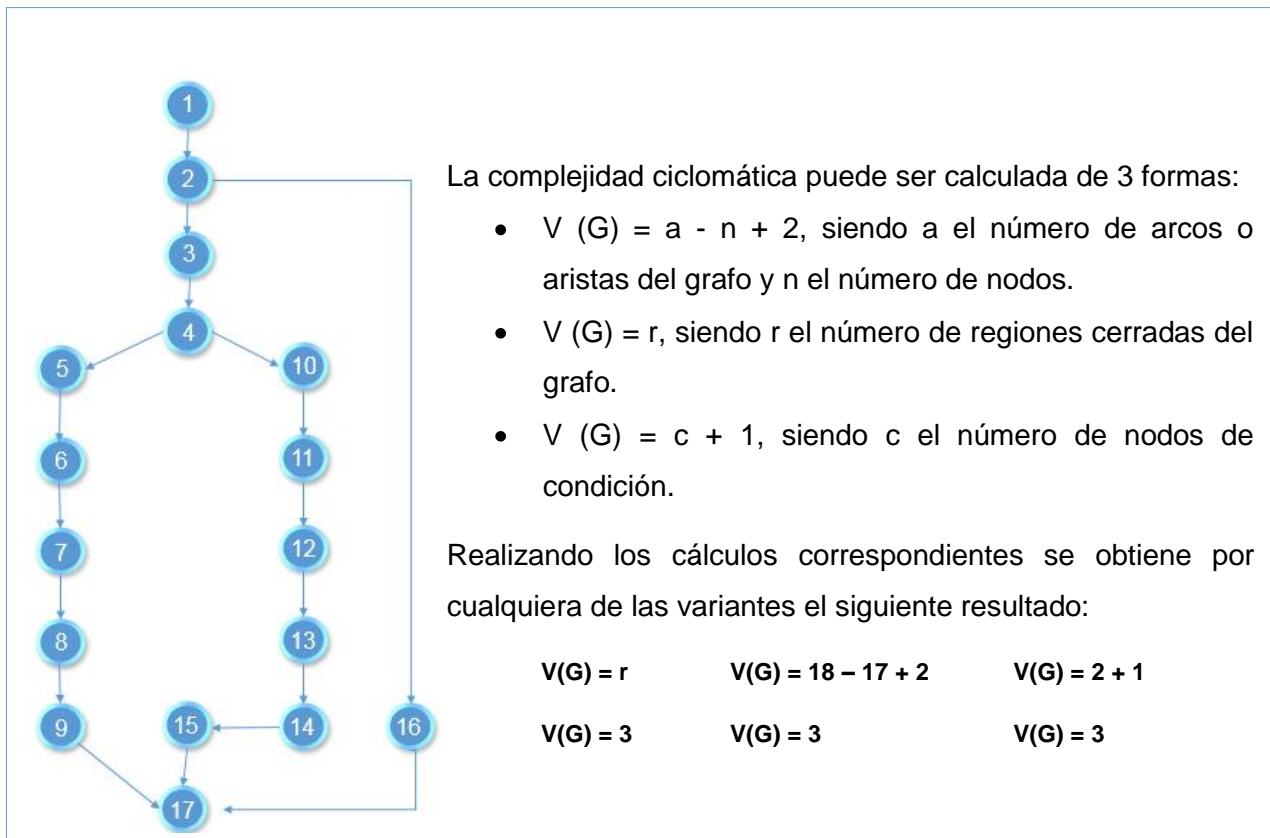 1
2
3
4
5
10
6
11
7
12
8
13
9
15
14
16
17
La complejidad ciclomática puede ser calculada de 3 formas:
• V (G) = a - n + 2, siendo a el número de arcos o
aristas del grafo y n el número de nodos.
• V (G) = r, siendo r el número de regiones cerradas del
grafo.
• V (G) = c + 1, siendo c el número de nodos de
condición.
Realizando los cálculos correspondientes se obtiene por
cualquiera de las variantes el siguiente resultado:
V(G) = r V(G) = 18 – 17 + 2 V(G) = 2 + 1
V(G) = 3 V(G) = 3 V(G) = 3